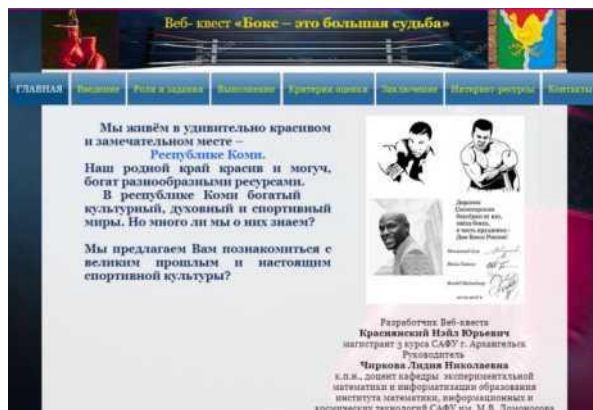 Веб- квест «Бокс – это большая судьба»
ГЛАВНАЯ Введение Роли и задания Выполнение Критерии оценки Заключение Интернет-ресурсы Контакты
Мы живём в удивительно красивом
и замечательном месте –
Республике Коми.
Наш родной край красив и могуч,
богат разнообразными ресурсами.
В республике Коми богатый
культурный, духовный и спортивный
миры. Но много ли мы о них знаем?
Мы предлагаем Вам познакомиться с
великим прошлым и настоящим
спортивной культуры?
Дорогие
Разработчик Веб-квеста
Краснянский Нэйл Юрьевич
магистрант 3 курса САФУ г. Архангельск
Руководитель
Чиркова Лидия Николаевна
к.п.н., доцент кафедры экспериментальной
математики и информатизации образования
института математики, информационных и
космических технологий САФУ им. М.В. Ломоносова